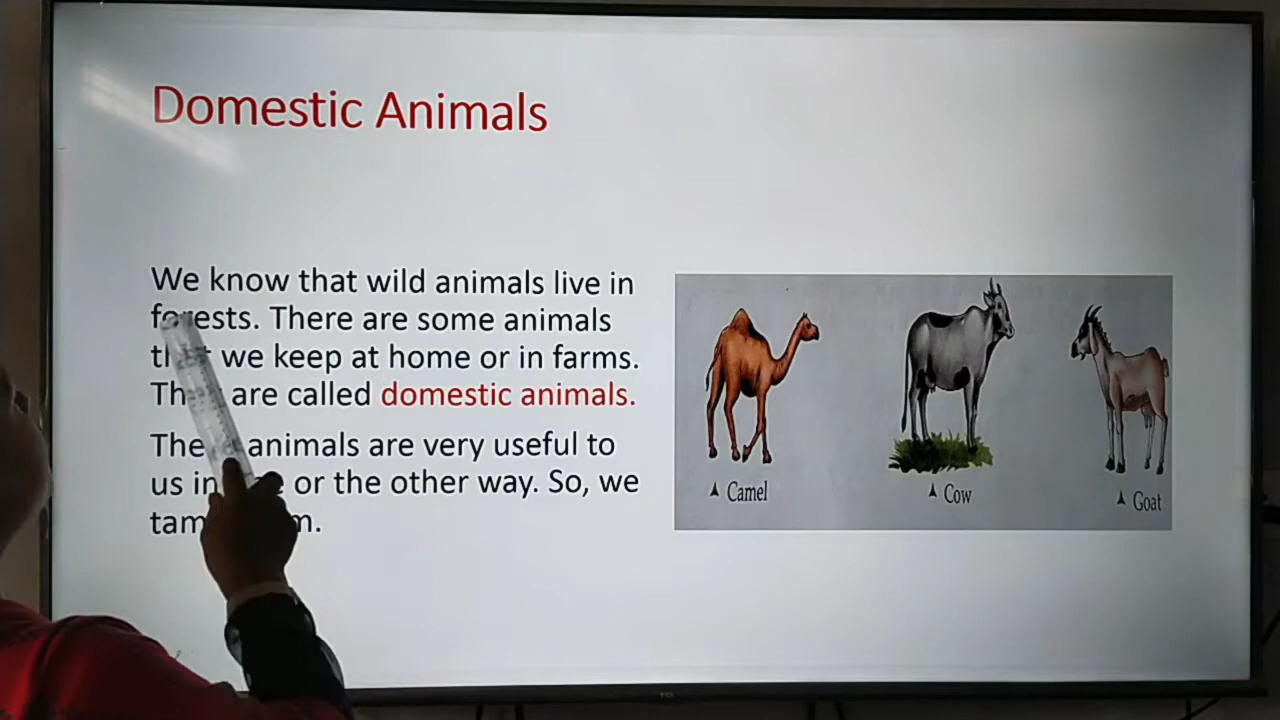 Domestic Animals
We know that wild animals live in
forests. There are some animals
that we keep at home or in farms.
are called domestic animals.
animals are very useful to
us in or the other way. So, we
Camel
Cow
Goat
TCL